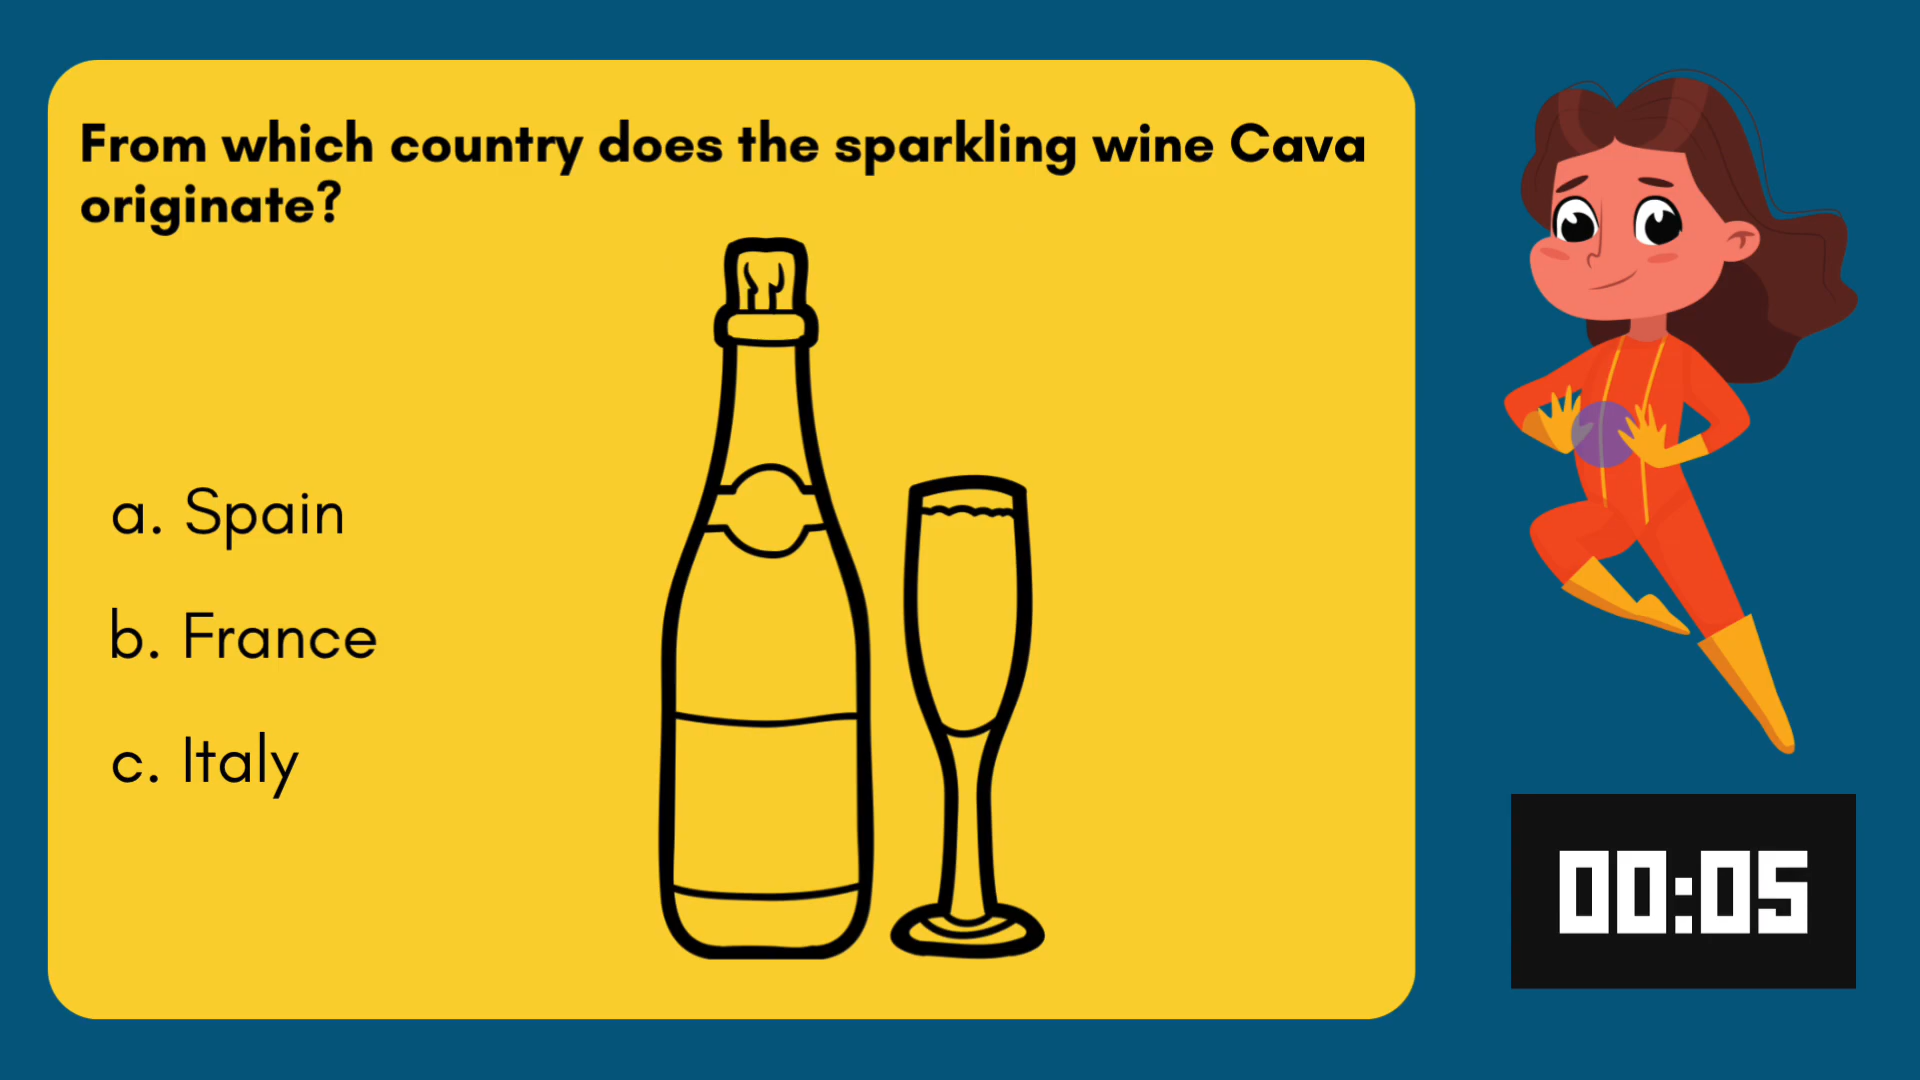 From which country does the sparkling wine Cava
originate?
a. Spain
b. France
c. Italy
00:05